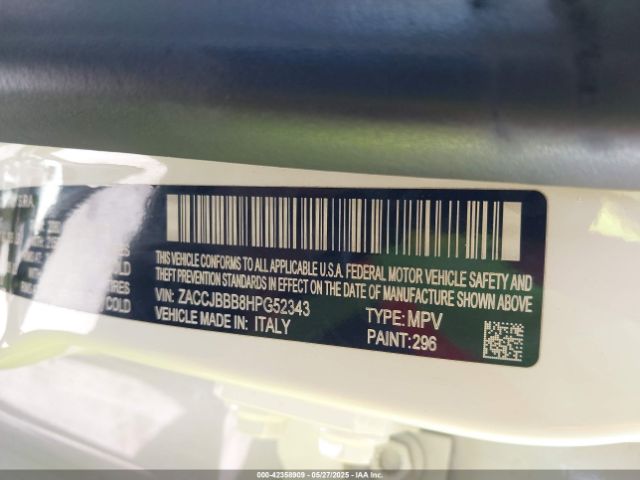 THIS VEHICLE CONFORMS TO ALL APPLICABLE U.S.A. FEDERAL MOTOR VEHICLE SAFETY AND
THEFT PREVENTION STANDARDS IN EFFECT ON THE DATE OF MANUFACTURE SHOWN ABOVE
VIN: ZACCJBBB8HPG52343 TYPE: MPV
VEHICLE MADE IN: ITALY PAINT: 296
COLD
000-42358909 - 05/27/2025 - IAA Inc.